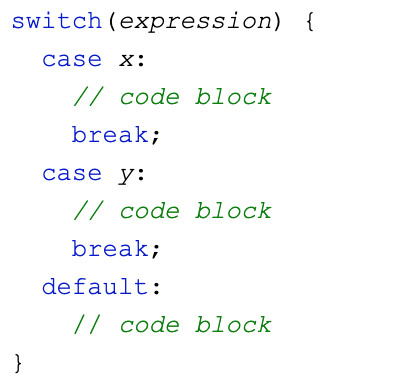 switch(expression) {
  case x:
    // code block
    break;
  case y:
    // code block
    break;
  default:
    // code block
}